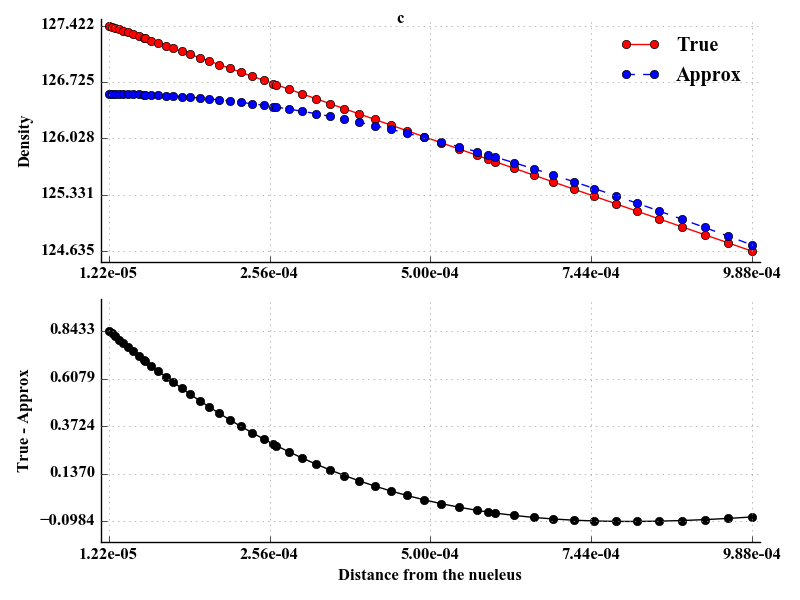 c
127.422
126.725
126.028
125.331
124.635
Density
True
Approx
1.22e-05 2.56e-04 5.00e-04 7.44e-04 9.88e-04
0.8433
0.6079
0.3724
0.1370
−0.0984
True - Approx
1.22e-05 2.56e-04 5.00e-04 7.44e-04 9.88e-04
Distance from the nueleus